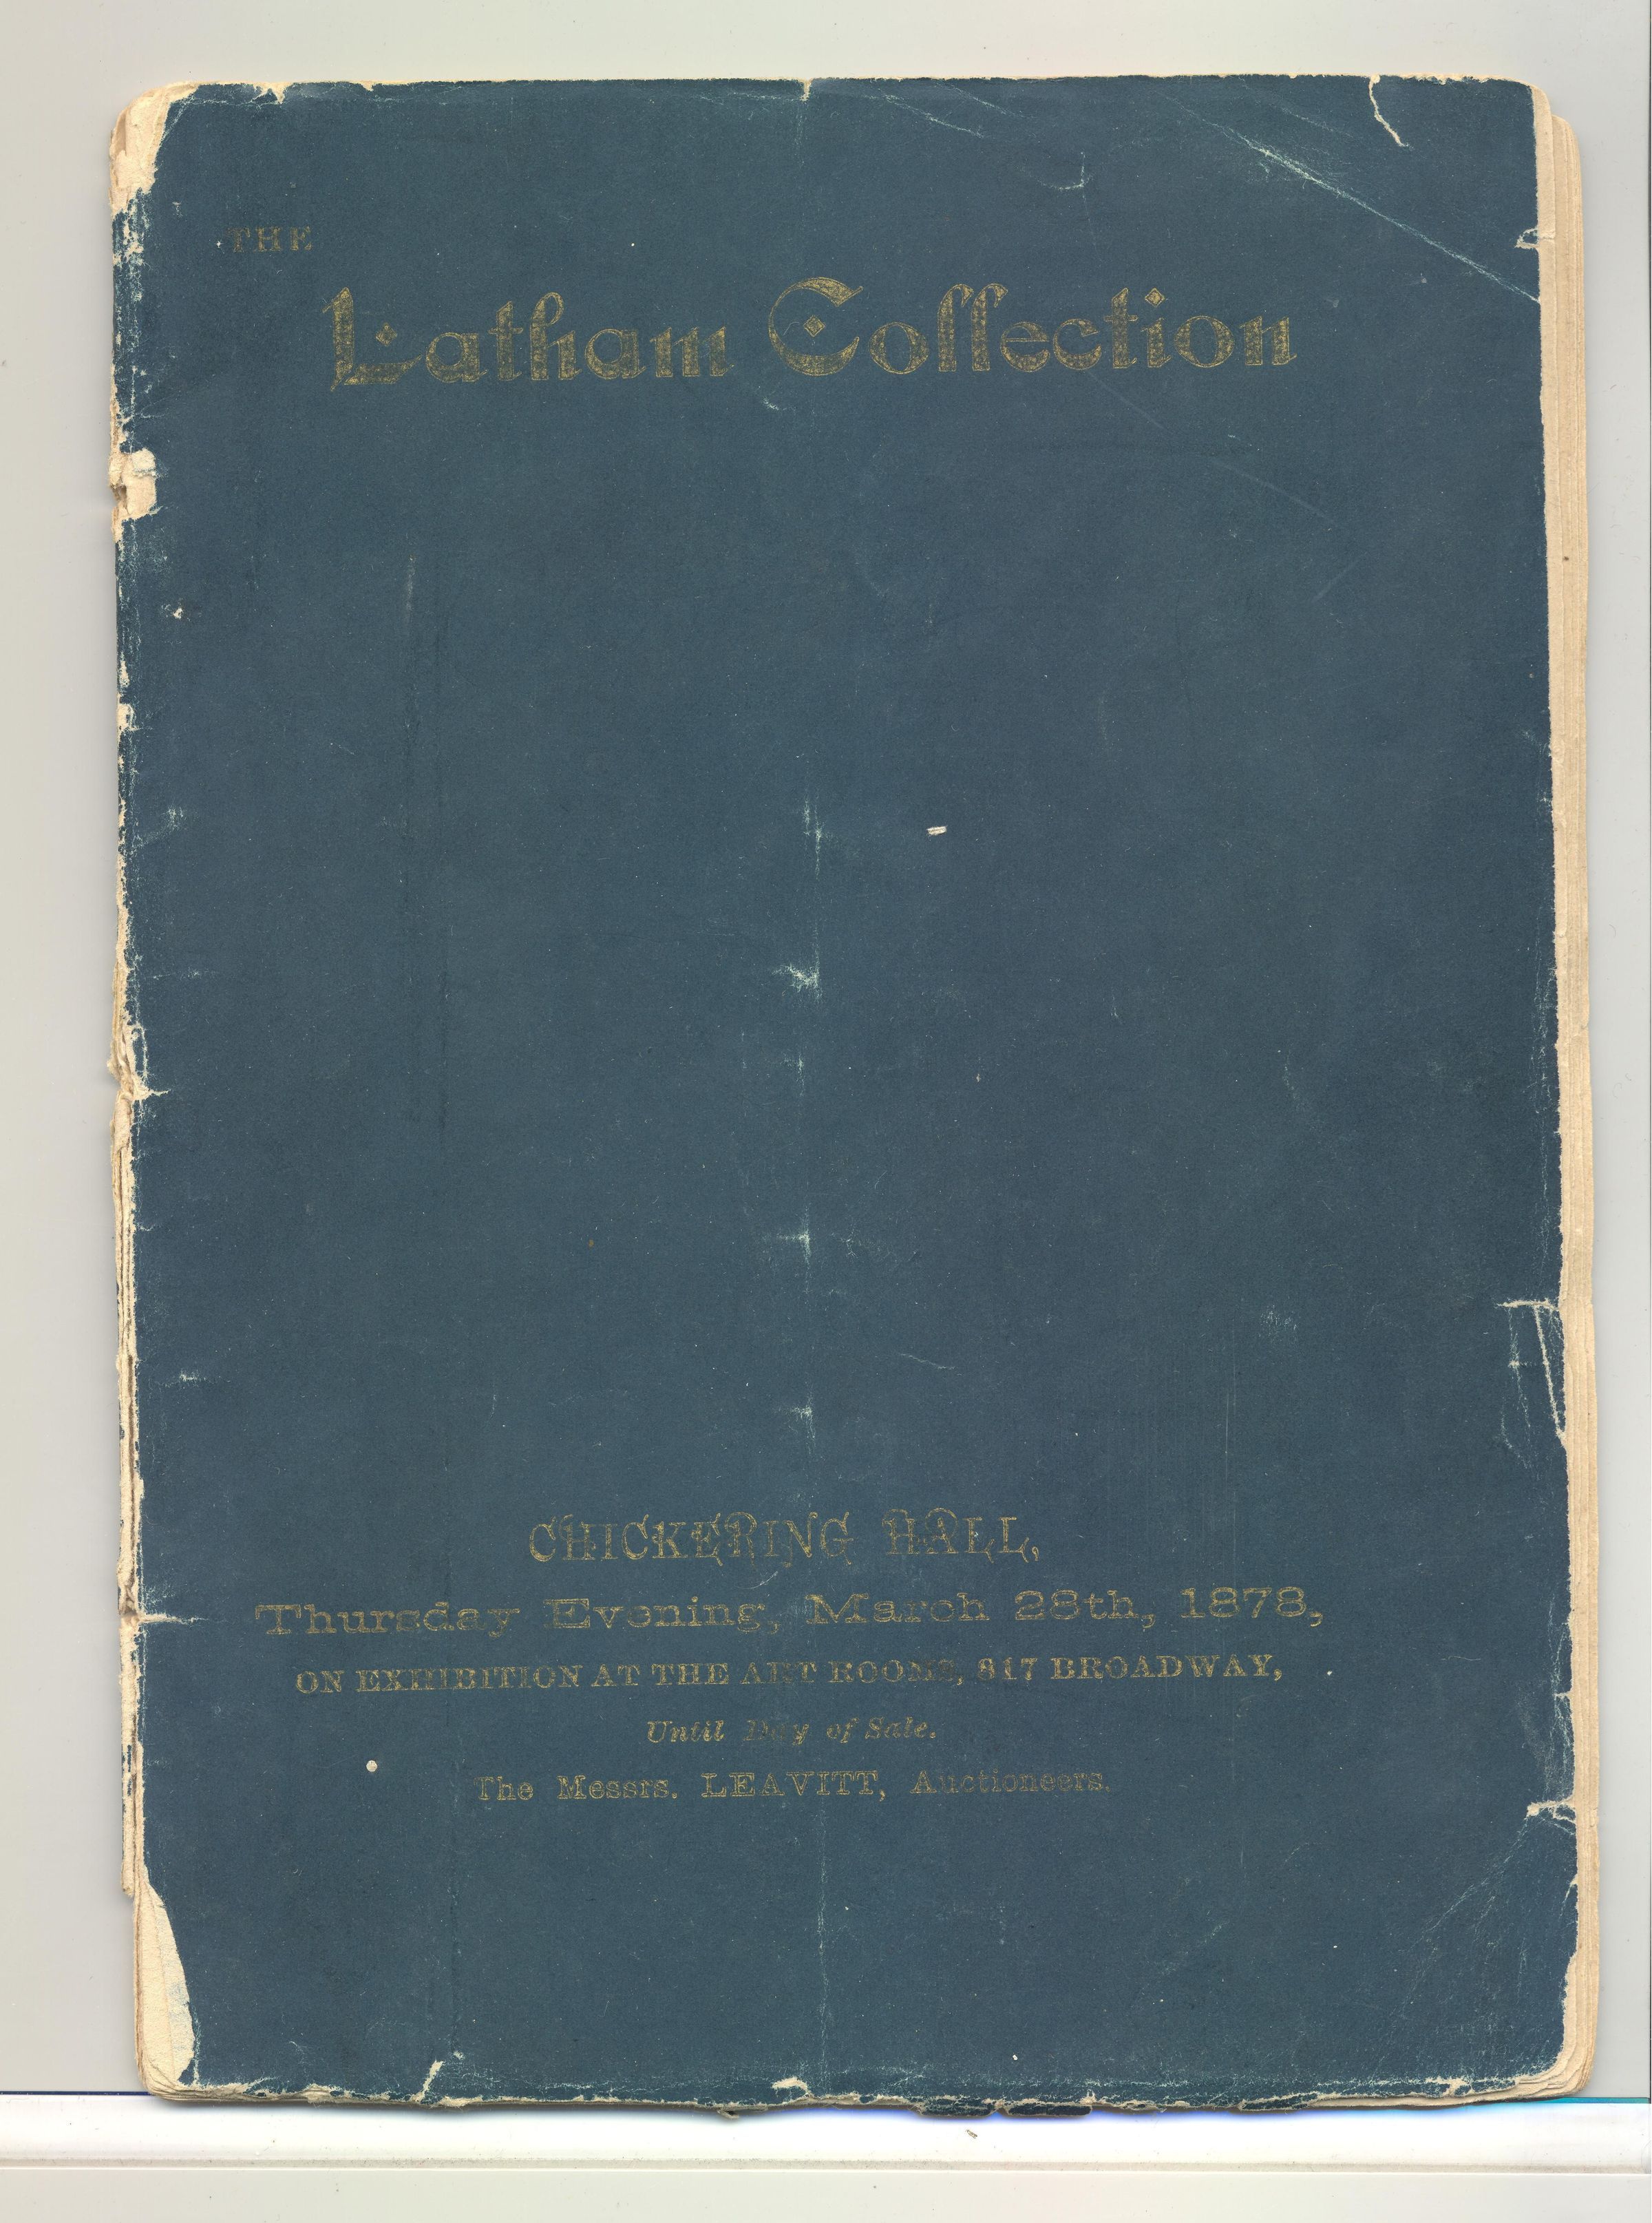 THE
Latham Collection
CHICKERING HALL,
Thursday Evening, March 28th, 1878,
ON EXHIBITION AT THE ART ROOMS, 817 BROADWAY,
Until Day of Sale.
The Messrs. LEAVITT, Auctioneers.